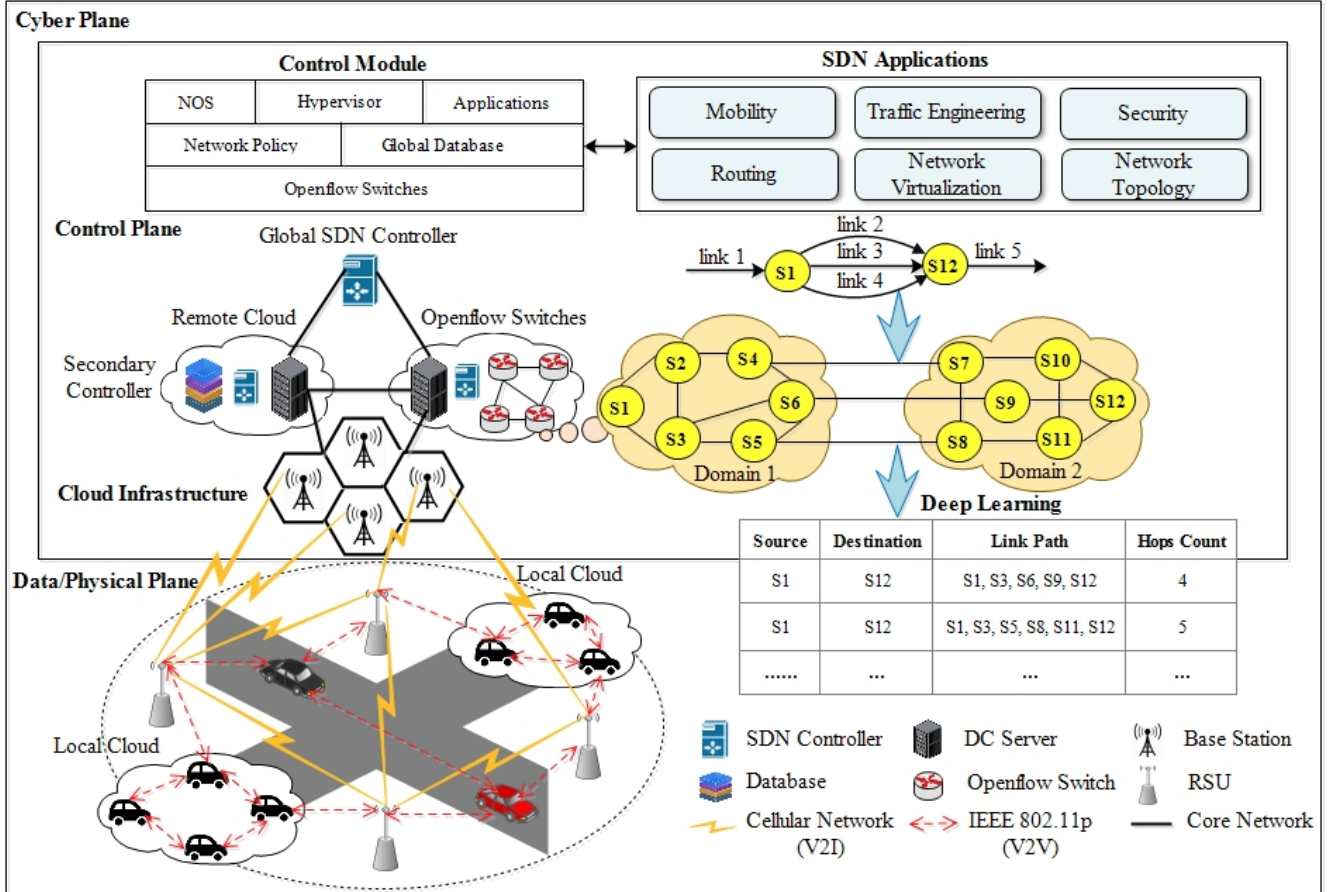 Cyber Plane
Control Module
SDN Applications
NOS
Hypervisor
Applications
Network Policy
Global Database
Openflow Switches
Mobility
Traffic Engineering
Security
Routing
Network
Virtualization
Network
Topology
Control Plane
Global SDN Controller
link 1
S1
link 2
link 3
link 4
S12
link 5
Remote Cloud
Openflow Switches
Secondary
Controller
S1
S2
S4
S3
S5
S6
Domain 1
S7
S10
S9
S12
S8
S11
Domain 2
Cloud Infrastructure
Deep Learning
Source Destination Link Path Hops Count
S1 S12 S1, S3, S6, S9, S12 4
S1 S12 S1, S3, S5, S8, S11, S12 5
...... ... ... ...
Data/Physical Plane
Local Cloud
Local Cloud
SDN Controller
DC Server
Base Station
Database
Openflow Switch
RSU
Cellular Network
(V2I)
IEEE 802.11p
(V2V)
Core Network